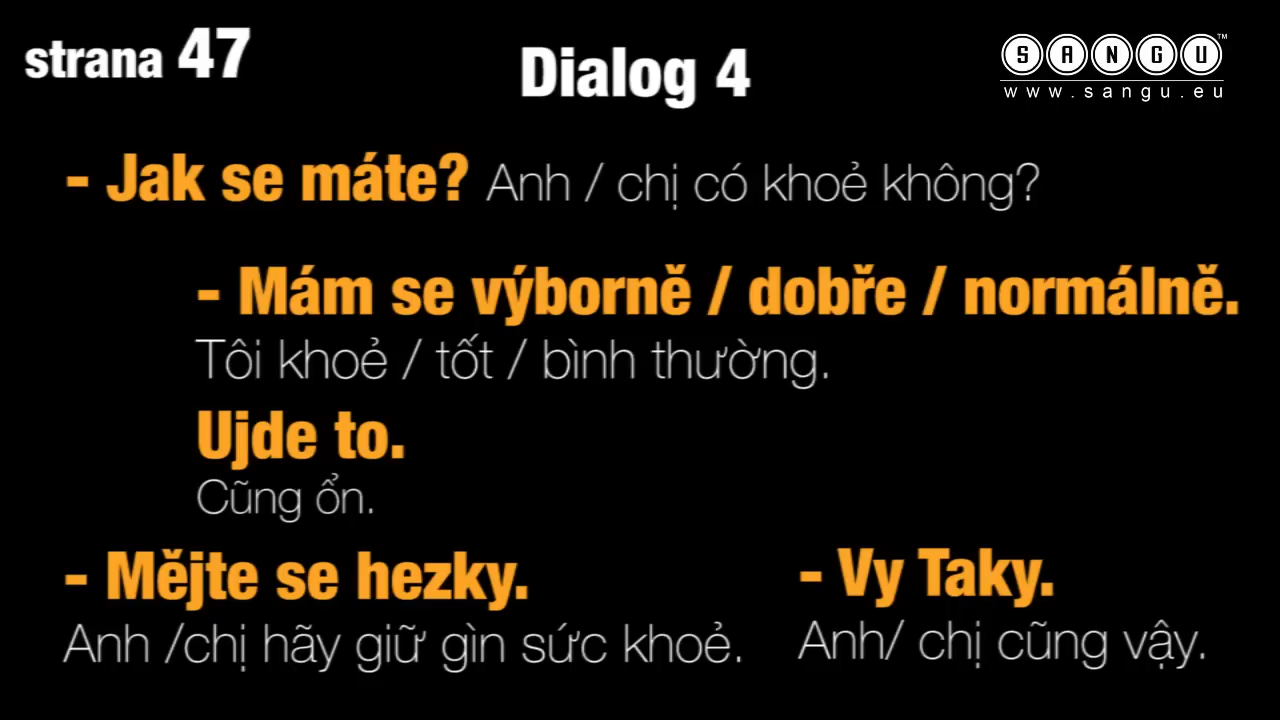 strana 47
Dialog 4
SANGU™
www.sangu.eu
- Jak se máte? Anh / chị có khoẻ không?
- Mám se výborně / dobře / normálně.
Tôi khoẻ / tốt / bình thường.
Ujde to.
Cũng ổn.
- Mějte se hezky.
Anh /chị hãy giữ gìn sức khoẻ.
- Vy Taky.
Anh/ chị cũng vậy.